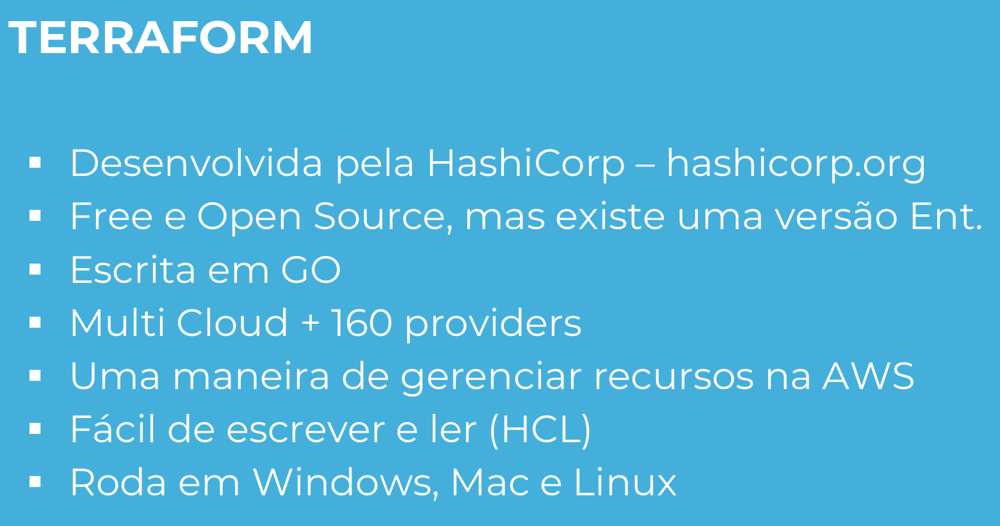 TERRAFORM
▪ Desenvolvida pela HashiCorp – hashicorp.org
▪ Free e Open Source, mas existe uma versão Ent.
▪ Escrita em GO
▪ Multi Cloud + 160 providers
▪ Uma maneira de gerenciar recursos na AWS
▪ Fácil de escrever e ler (HCL)
▪ Roda em Windows, Mac e Linux